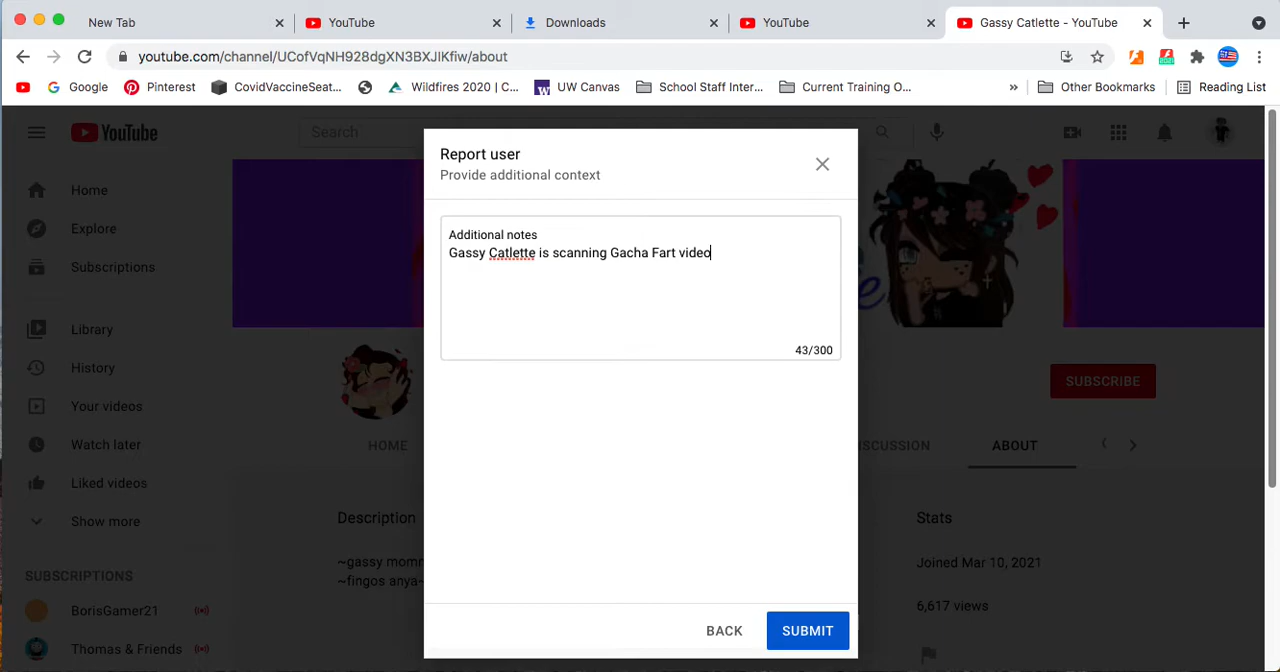 New Tab
YouTube
Downloads
YouTube
Gassy Catlette - YouTube
youtube.com/channel/UCofVqNH928dgXN3BXJIKfiw/about
Google
Pinterest
CovidVaccineSeat...
Wildfires 2020 | C...
W
UW Canvas
School Staff Inter...
Current Training O...
»
Other Bookmarks
Reading List
YouTube
Search
Report user
Provide additional context
Additional notes
Gassy Catlette is scanning Gacha Fart video
43/300
Home
Explore
Subscriptions
Library
History
Your videos
Watch later
Liked videos
Show more
SUBSCRIPTIONS
BorisGamer21
Thomas & Friends
SUBSCRIBE
HOME
ISCUSSION
ABOUT
Description
~gassy momm
~fingos anya~
Stats
Joined Mar 10, 2021
6,617 views
BACK
SUBMIT